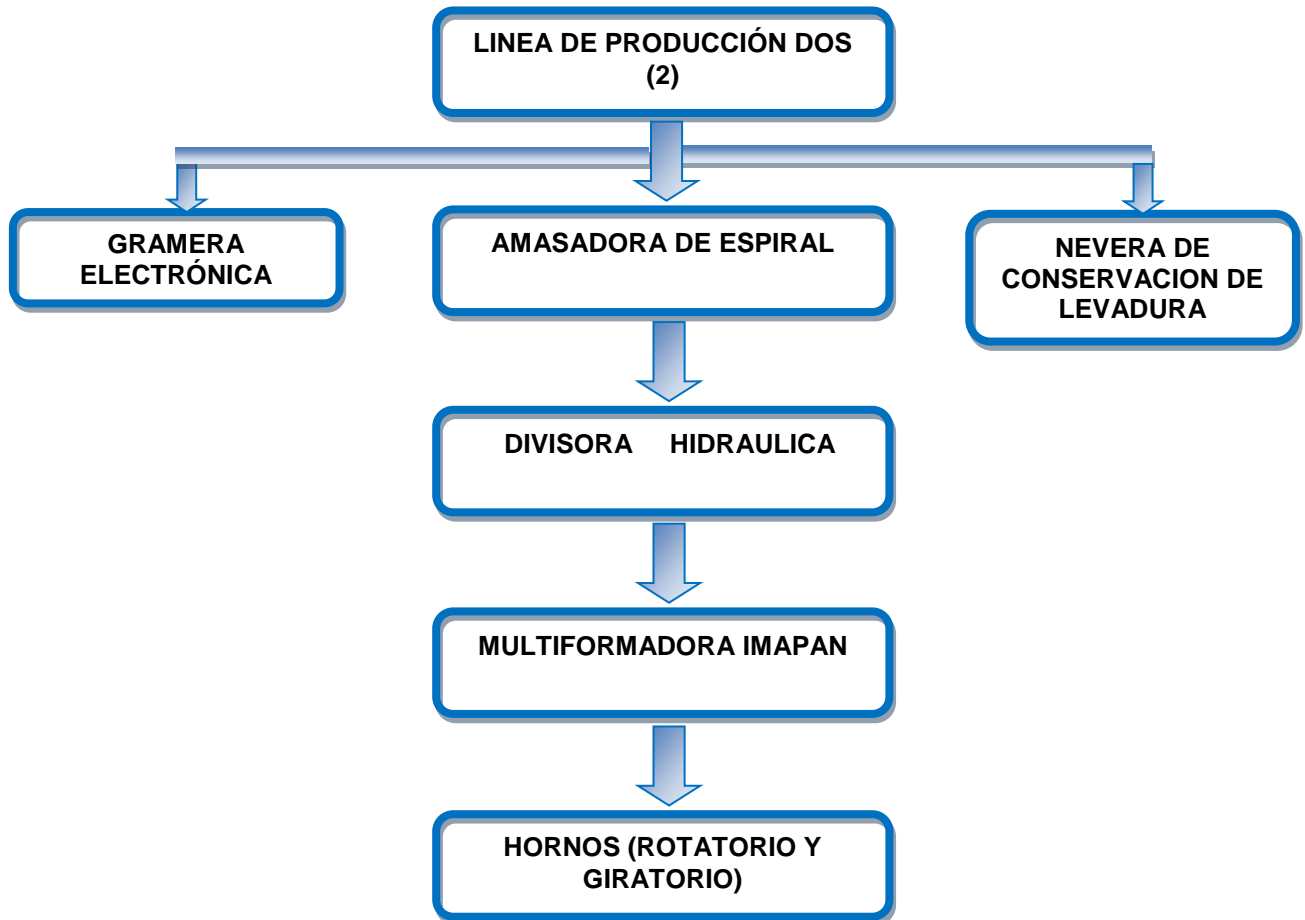 LINEA DE PRODUCCIÓN DOS
(2)
GRAMERA
ELECTRÓNICA
AMASADORA DE ESPIRAL
NEVERA DE
CONSERVACION DE
LEVADURA
DIVISORA HIDRAULICA
MULTIFORMADORA IMAPAN
HORNOS (ROTATORIO Y
GIRATORIO)